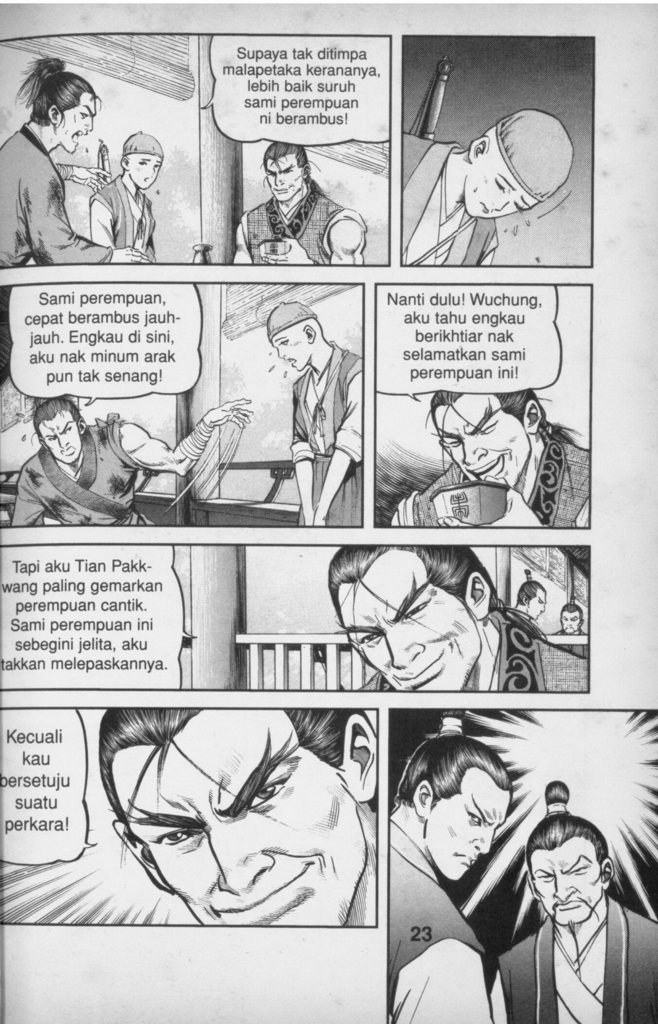 Supaya tak ditimpa
malapetaka kerananya,
lebih baik suruh
sami perempuan
ni berambus!
Sami perempuan,
cepat berambus jauh-
jauh. Engkau di sini,
aku nak minum arak
pun tak senang!
Nanti dulu! Wuchung,
aku tahu engkau
berikhtiar nak
selamatkan sami
perempuan ini!
Tapi aku Tian Pakk-
wang paling gemarkan
perempuan cantik.
Sami perempuan ini
sebegini jelita, aku
takkan melepaskannya.
Kecuali
kau
bersetuju
suatu
perkara!
23